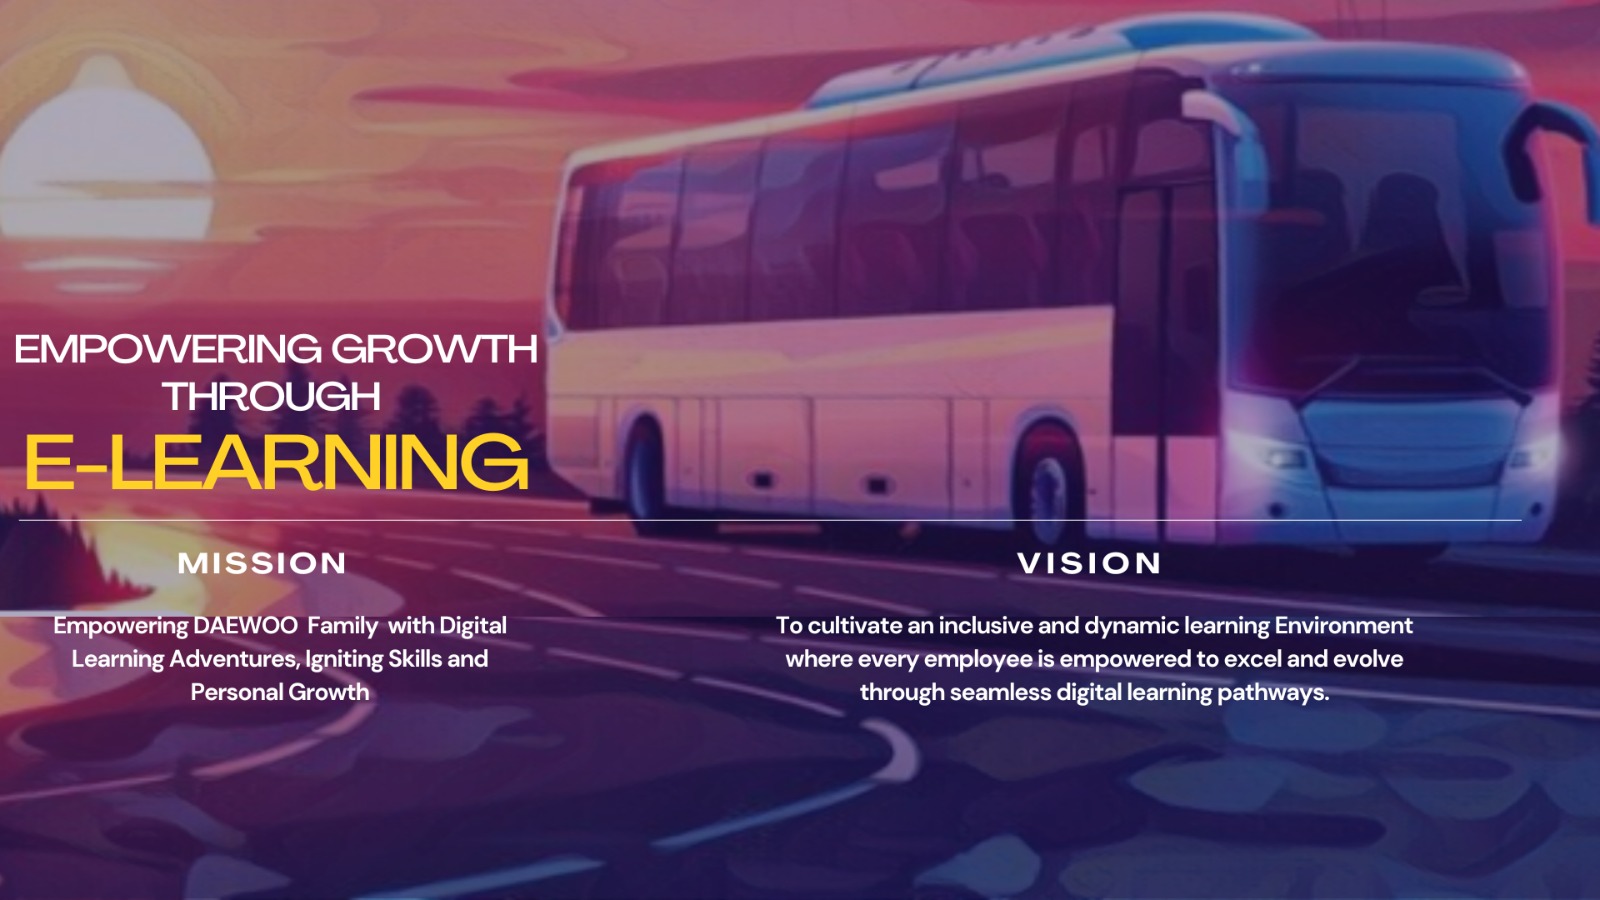 EMPOWERING GROWTH
THROUGH
E-LEARNING
MISSION
Empowering DAEWOO Family with Digital
Learning Adventures, Igniting Skills and
Personal Growth
VISION
To cultivate an inclusive and dynamic learning Environment
where every employee is empowered to excel and evolve
through seamless digital learning pathways.